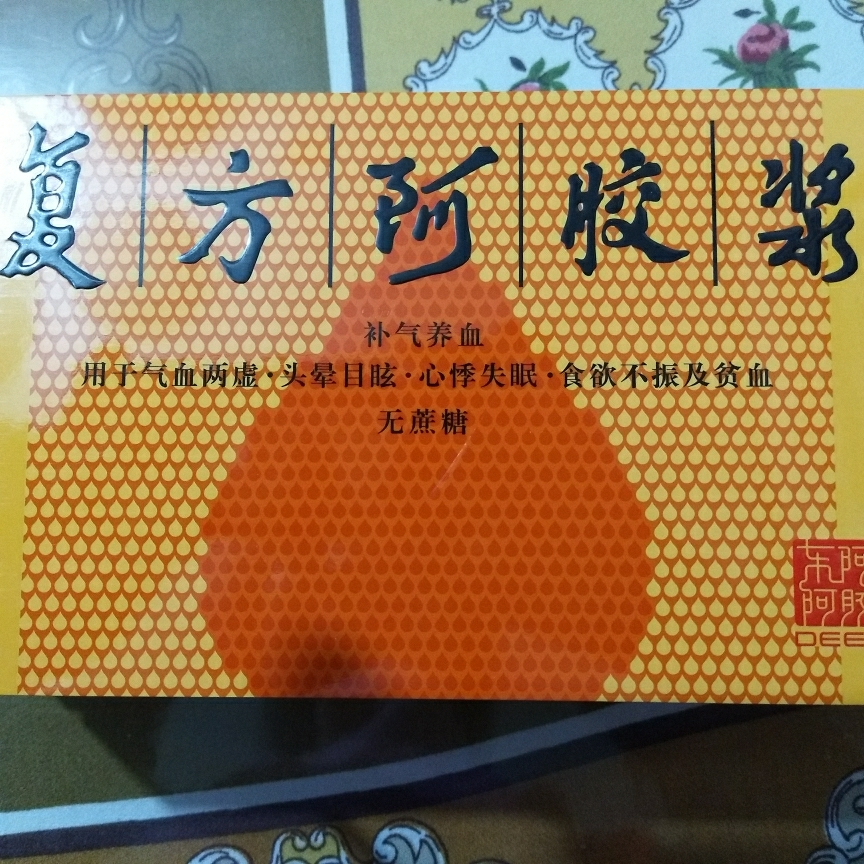 复方阿胶浆
补气养血
用于气血两虚·头晕目眩·心悸失眠·食欲不振及贫血
无蔗糖
东阿
阿胶
DEE